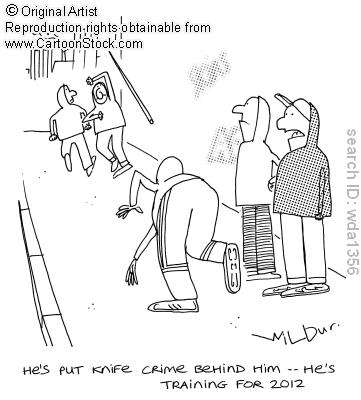 © Original Artist
Reproduction rights obtainable from
www.CartoonStock.com
search ID: wda1356
Wilbur.
HE'S PUT KNIFE CRIME BEHIND HIM -- HE'S
TRAINING FOR 2012